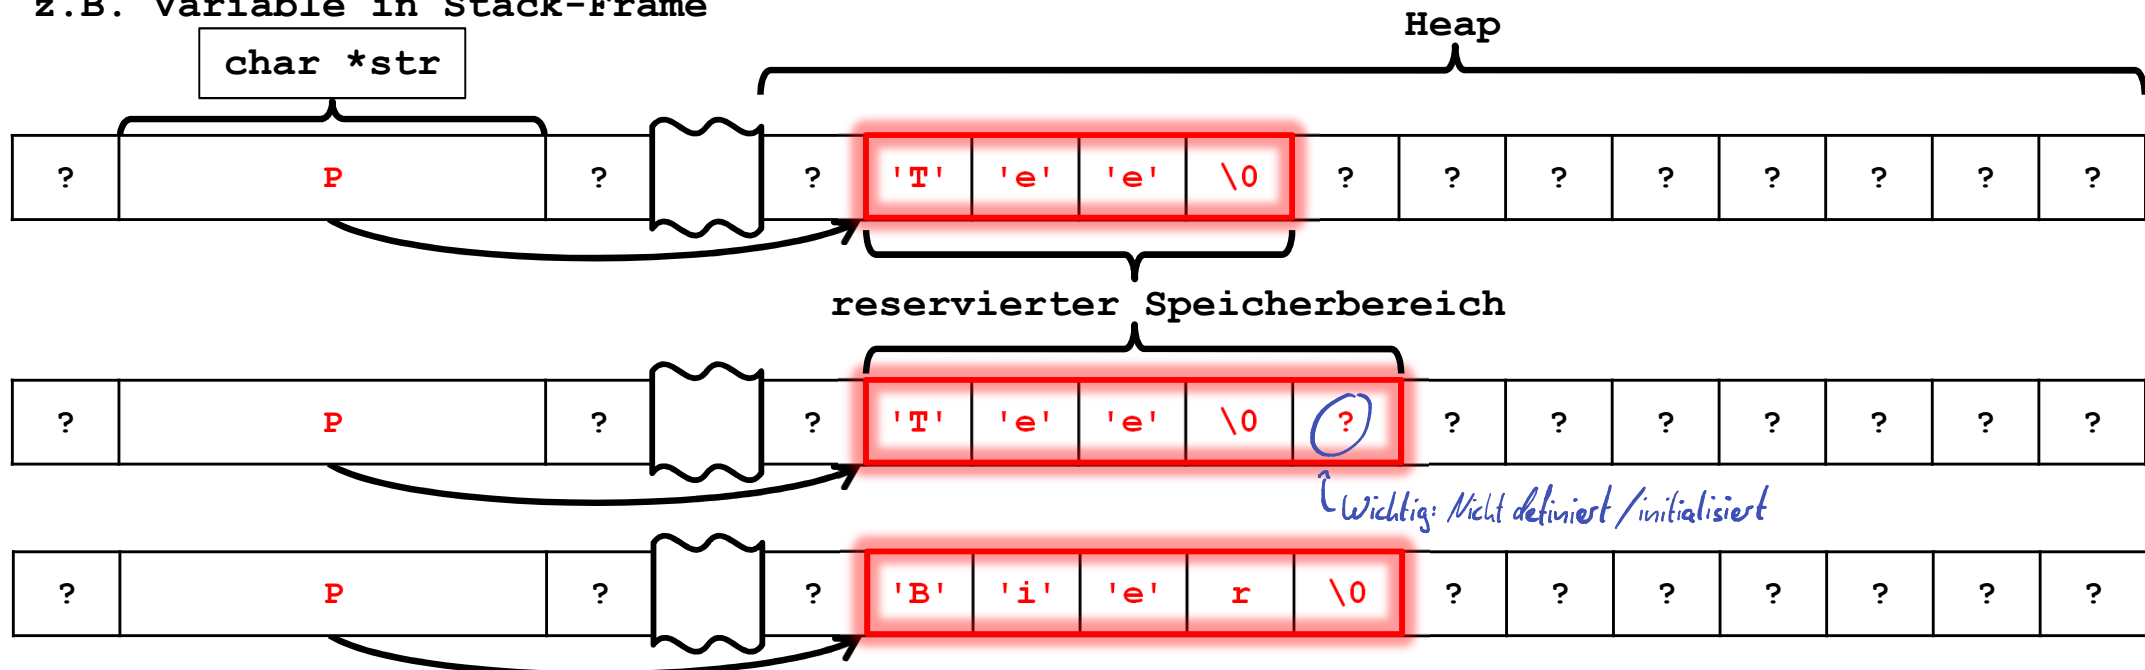 z.B. Variable in Stack-Frame
Heap
char *str
? P ? ? 'T' 'e' 'e' \0 ? ? ? ? ? ? ? ?
reservierter Speicherbereich
? P ? ? 'T' 'e' 'e' \0 ? ? ? ? ? ? ? ?
Wichtig: Nicht definiert/initialisiert
? P ? ? 'B' 'i' 'e' r \0 ? ? ? ? ? ? ?